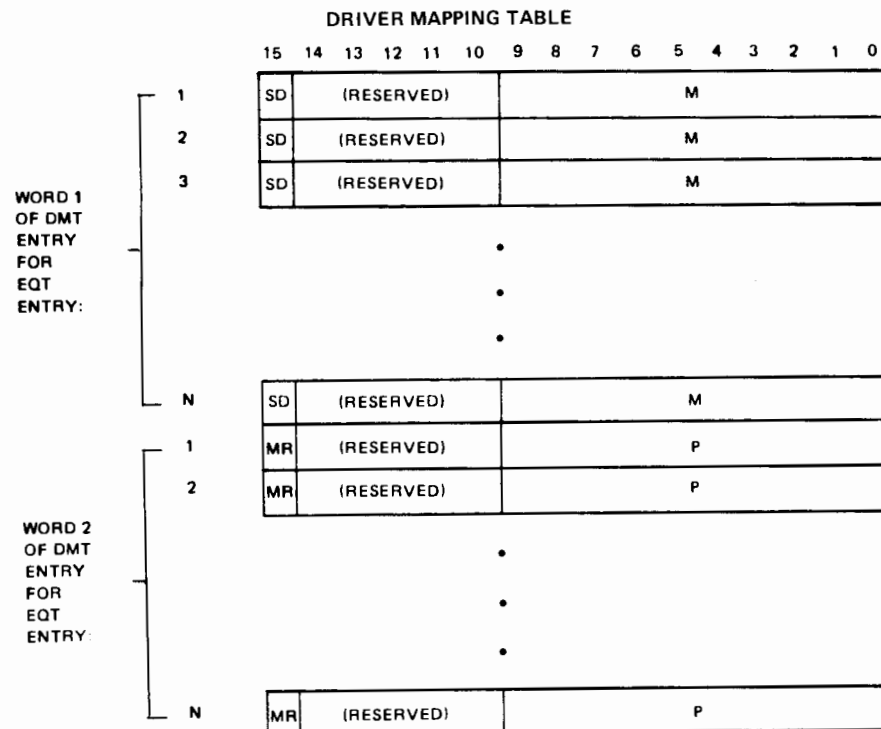 DRIVER MAPPING TABLE
15 14 13 12 11 10 9 8 7 6 5 4 3 2 1 0
1 SD (RESERVED) M
2 SD (RESERVED) M
3 SD (RESERVED) M
WORD 1
OF DMT
ENTRY
FOR
EQT
ENTRY:
N SD (RESERVED) M
1 MR (RESERVED) P
2 MR (RESERVED) P
WORD 2
OF DMT
ENTRY
FOR
EQT
ENTRY:
N MR (RESERVED) P